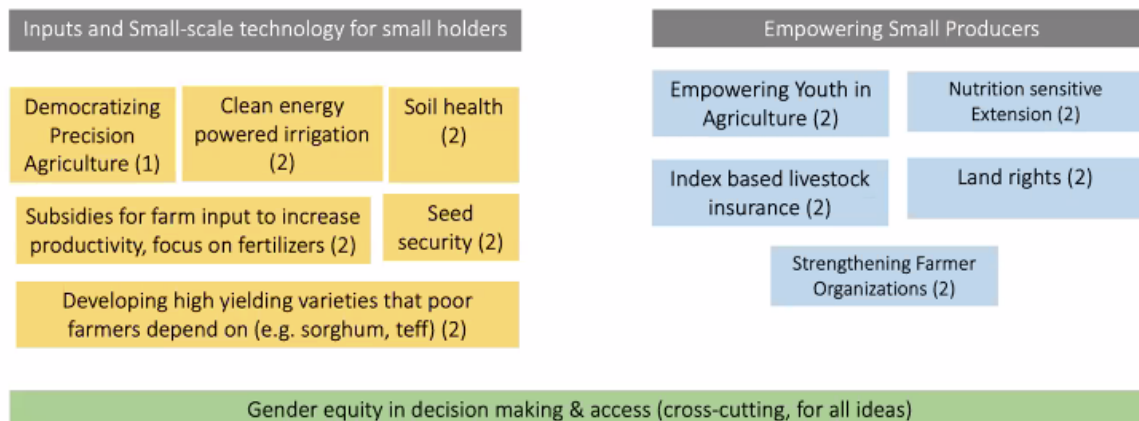 Inputs and Small-scale technology for small holders
Democratizing
Precision
Agriculture (1)
Clean energy
powered irrigation
(2)
Soil health
(2)
Subsidies for farm input to increase
productivity, focus on fertilizers (2)
Seed
security (2)
Developing high yielding varieties that poor
farmers depend on (e.g. sorghum, teff) (2)
Empowering Small Producers
Empowering Youth in
Agriculture (2)
Nutrition sensitive
Extension (2)
Index based livestock
insurance (2)
Land rights (2)
Strengthening Farmer
Organizations (2)
Gender equity in decision making & access (cross-cutting, for all ideas)